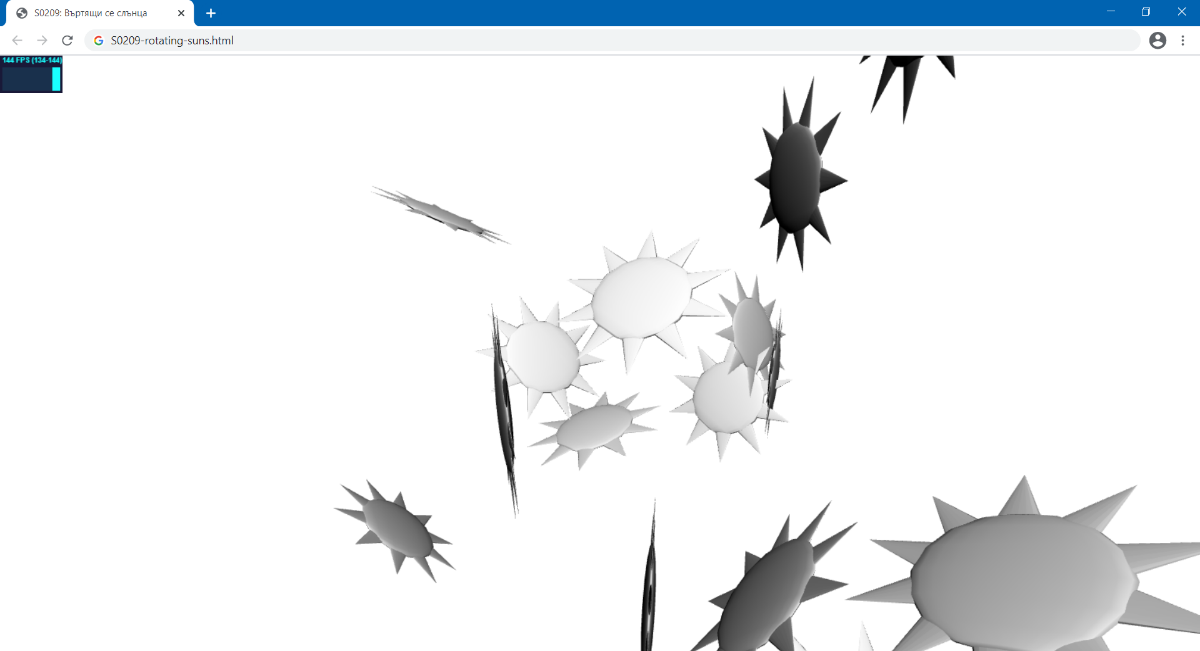 S0209: Въртящи се слънца
S0209-rotating-suns.html
144 FPS (134-144)